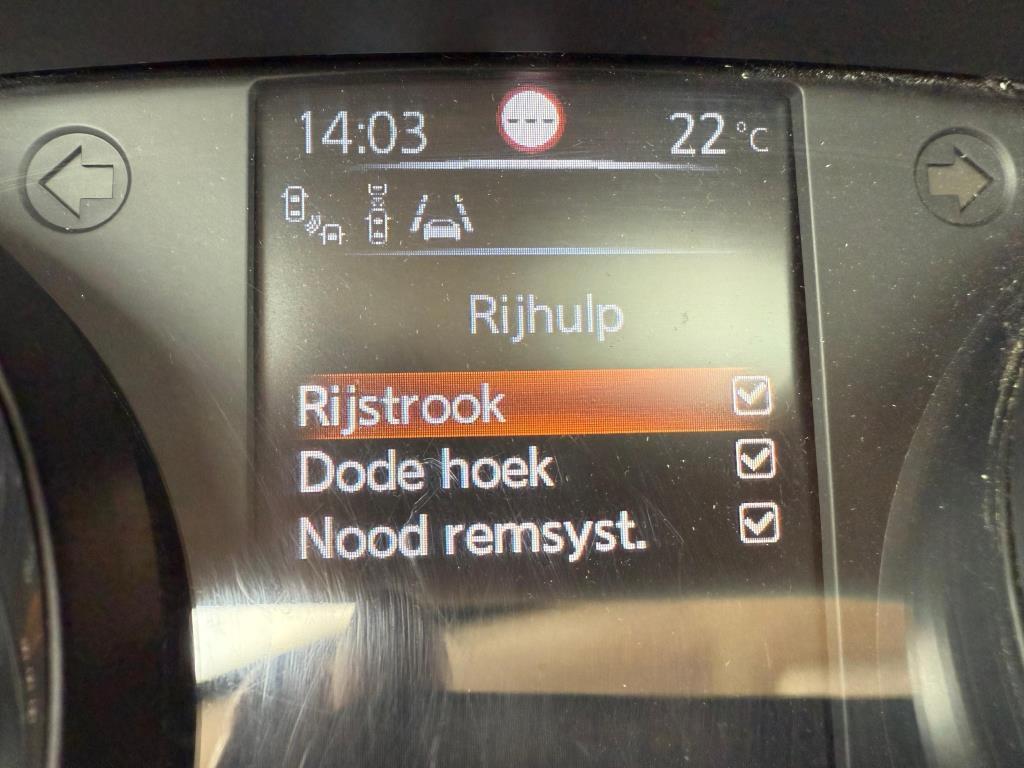 14:03 --- 22 °C
Rijhulp
Rijstrook
Dode hoek
Nood remsyst.